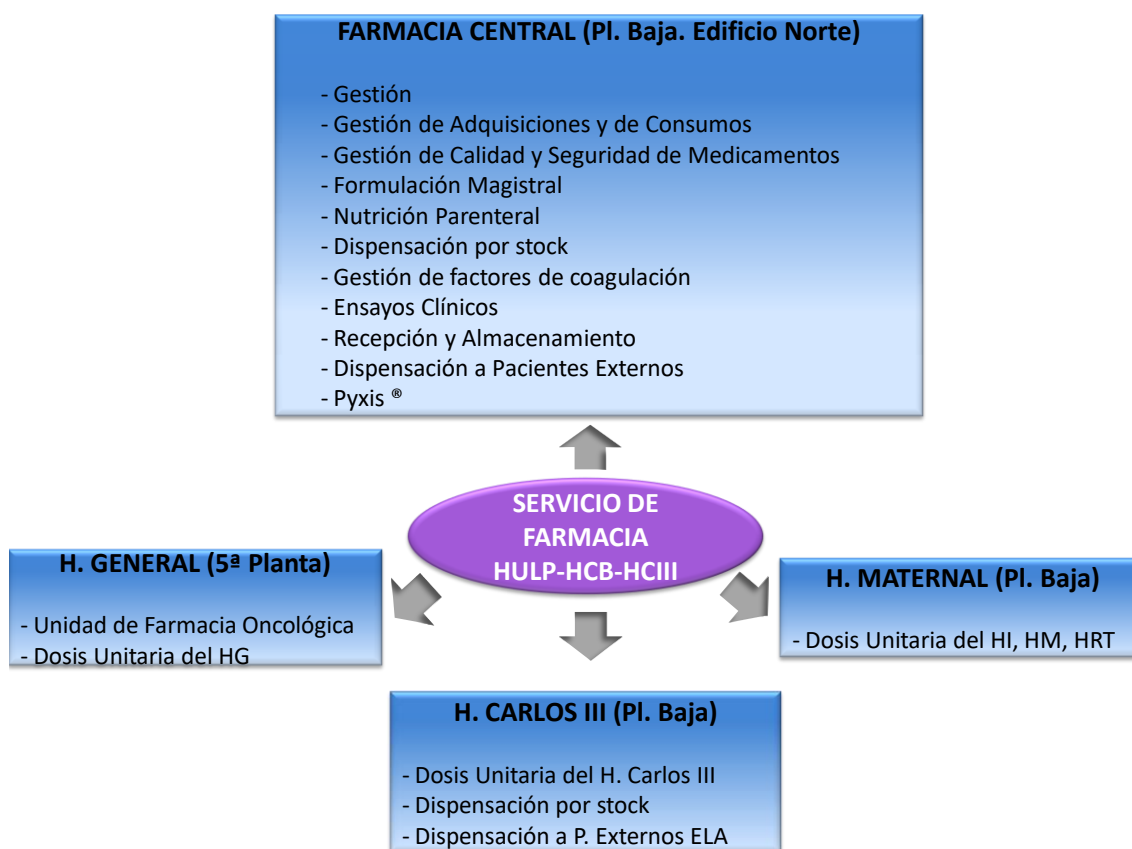 FARMACIA CENTRAL (Pl. Baja. Edificio Norte)
- Gestión
- Gestión de Adquisiciones y de Consumos
- Gestión de Calidad y Seguridad de Medicamentos
- Formulación Magistral
- Nutrición Parenteral
- Dispensación por stock
- Gestión de factores de coagulación
- Ensayos Clínicos
- Recepción y Almacenamiento
- Dispensación a Pacientes Externos
- Pyxis ®
SERVICIO DE
FARMACIA
HULP-HCB-HCIII
H. GENERAL (5ª Planta)
- Unidad de Farmacia Oncológica
- Dosis Unitaria del HG
H. MATERNAL (Pl. Baja)
- Dosis Unitaria del HI, HM, HRT
H. CARLOS III (Pl. Baja)
- Dosis Unitaria del H. Carlos III
- Dispensación por stock
- Dispensación a P. Externos ELA